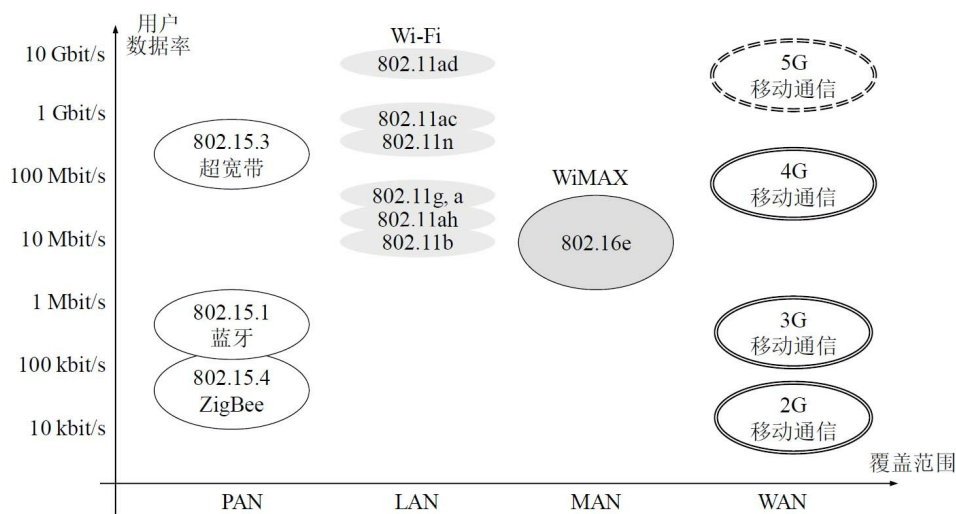 用户
数据率
10 Gbit/s
1 Gbit/s
100 Mbit/s
10 Mbit/s
1 Mbit/s
100 kbit/s
10 kbit/s
802.15.3
超宽带
802.15.1
蓝牙
802.15.4
ZigBee
Wi-Fi
802.11ad
802.11ac
802.11n
802.11g, a
802.11ah
802.11b
WiMAX
802.16e
5G
移动通信
4G
移动通信
3G
移动通信
2G
移动通信
覆盖范围
PAN
LAN
MAN
WAN